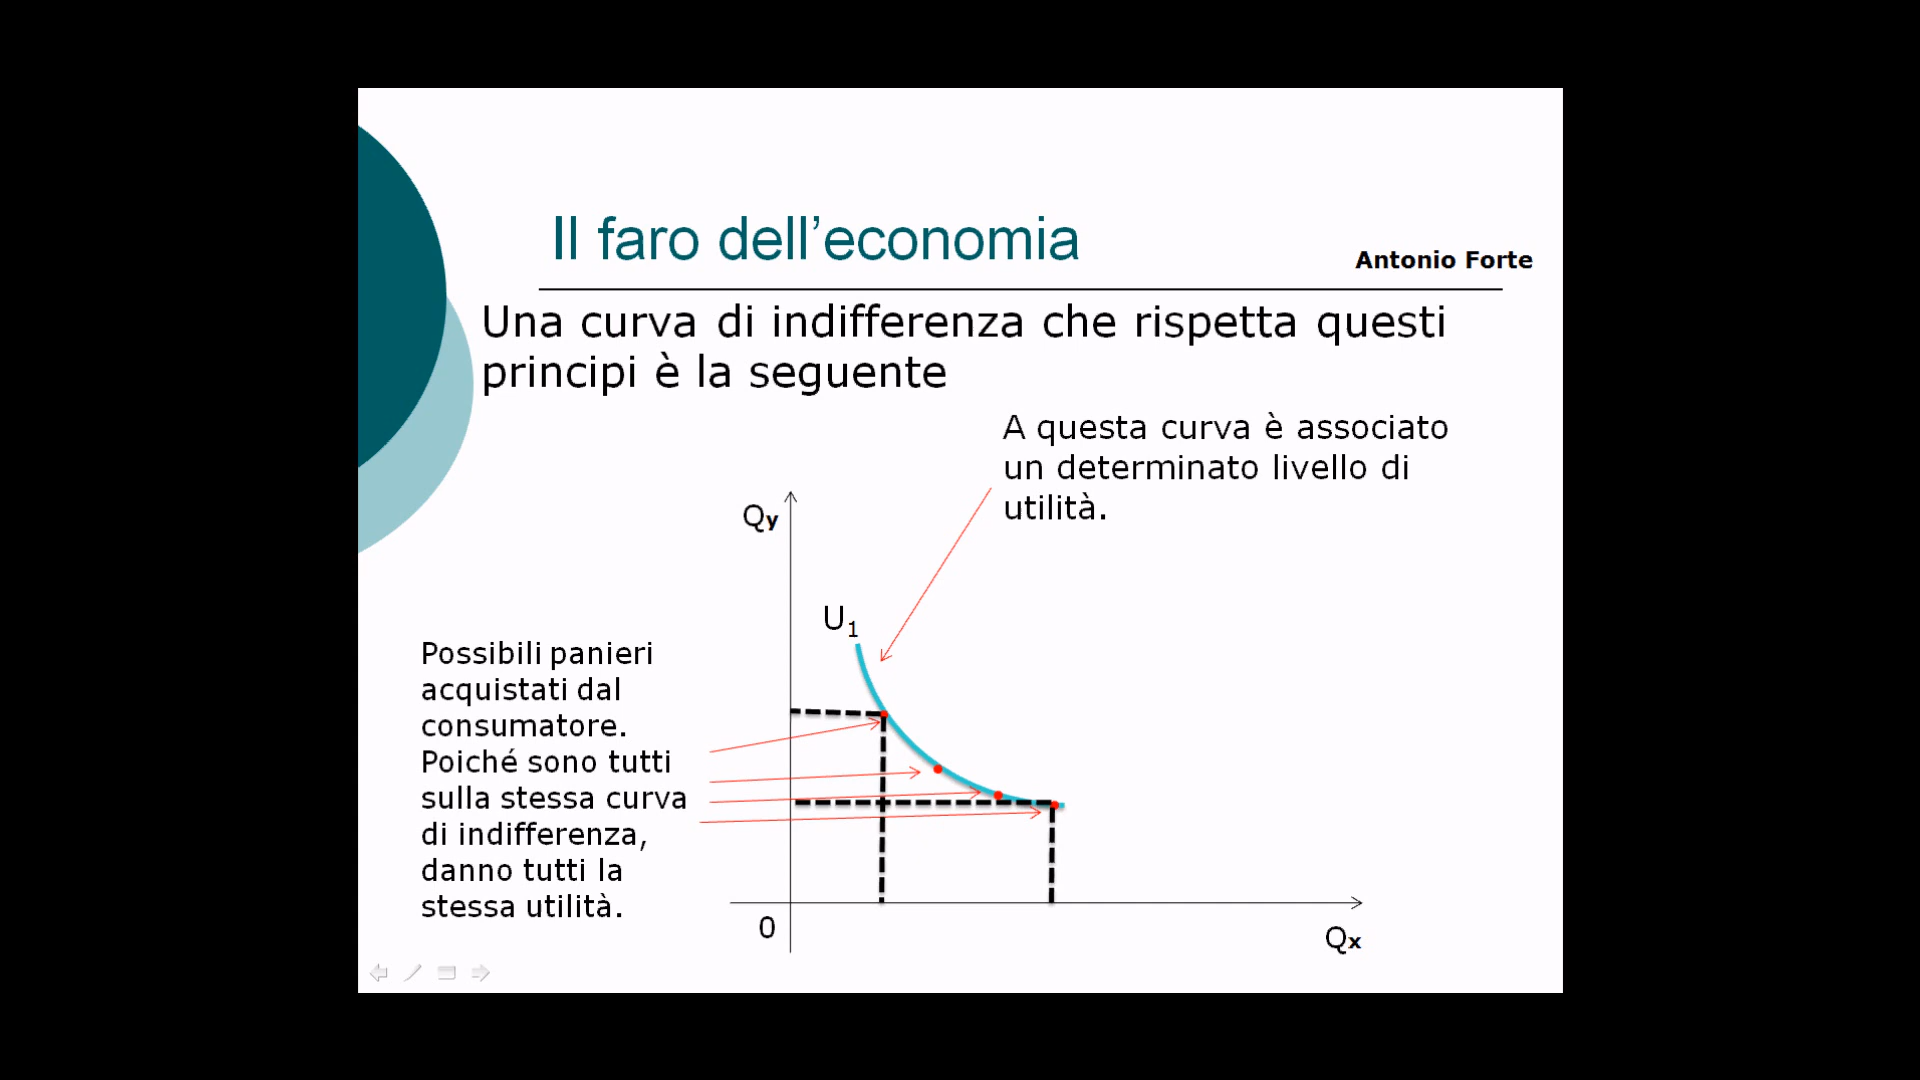 Il faro dell’economia
Antonio Forte
Una curva di indifferenza che rispetta questi
principi è la seguente
A questa curva è associato
un determinato livello di
utilità.
Qy
U1
Possibili panieri
acquistati dal
consumatore.
Poiché sono tutti
sulla stessa curva
di indifferenza,
danno tutti la
stessa utilità.
0
Qx